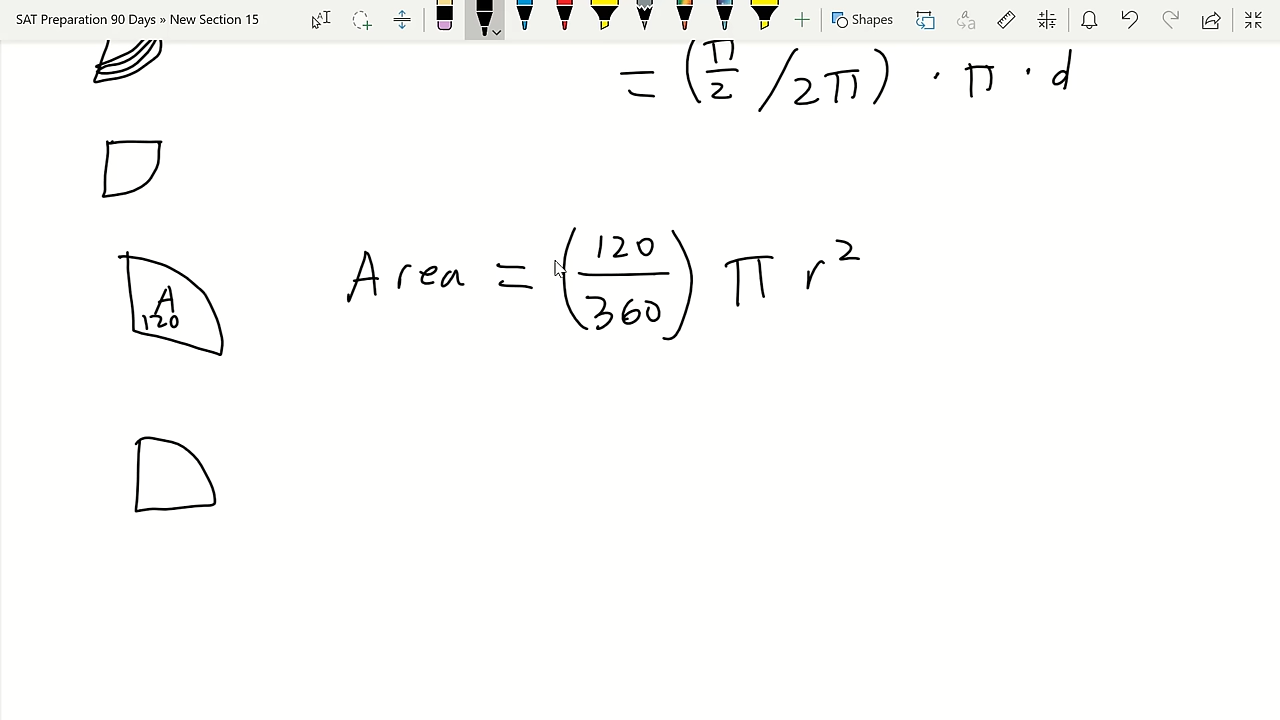 SAT Preparation 90 Days » New Section 15
Shapes
= (π/2 /2π) · π · d
Area = (120/360) π r²
A
120